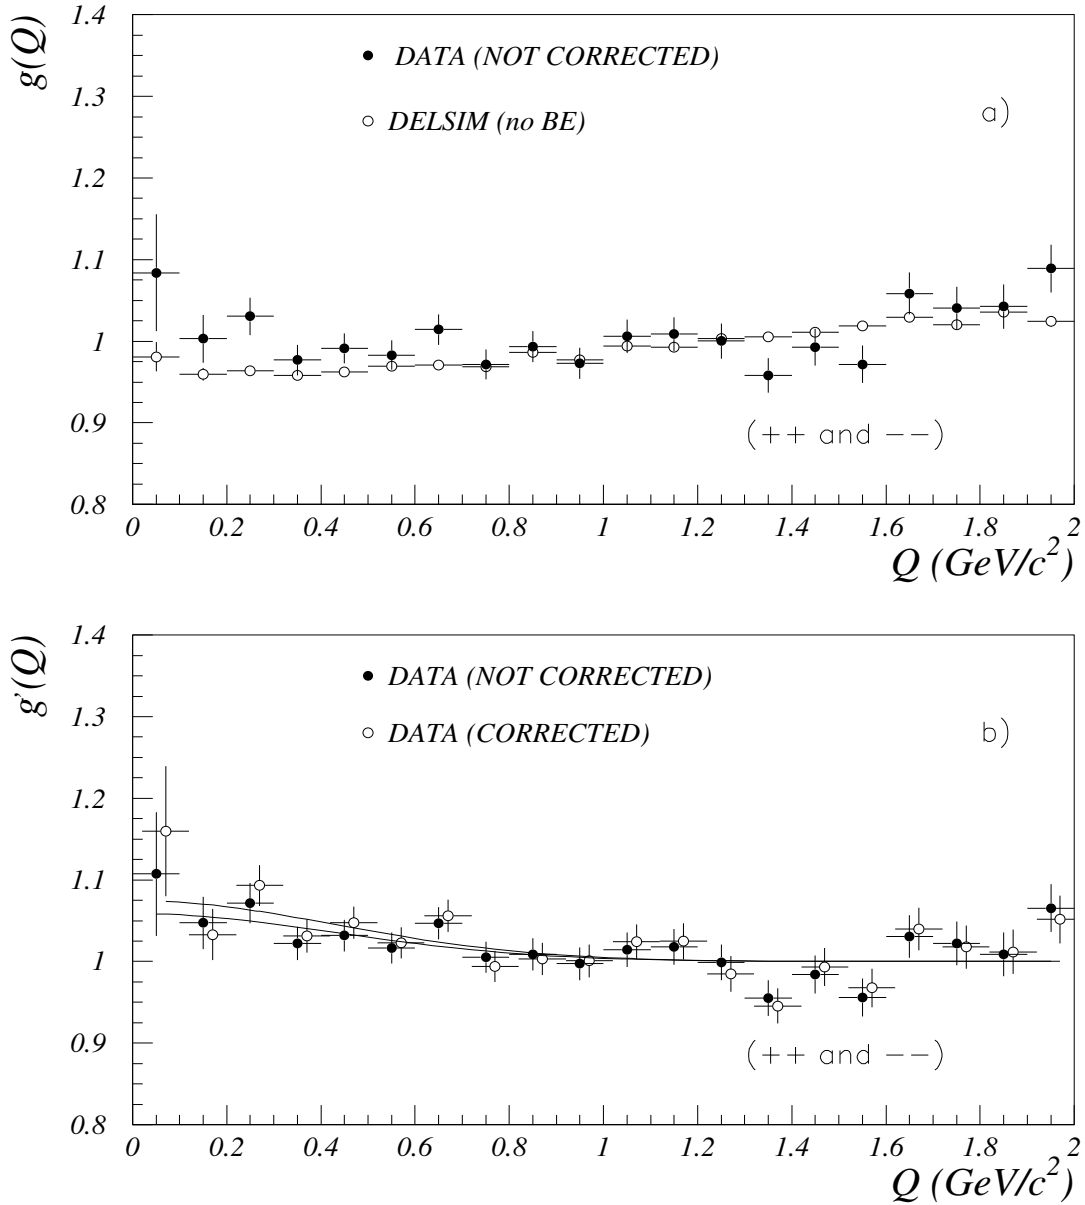 g(Q)
1.4
1.3
1.2
1.1
1
0.9
0.8
DATA (NOT CORRECTED)
DELSIM (no BE)
a)
(++ and −−)
0 0.2 0.4 0.6 0.8 1 1.2 1.4 1.6 1.8 2
Q (GeV/c²)
g’(Q)
1.4
1.3
1.2
1.1
1
0.9
0.8
DATA (NOT CORRECTED)
DATA (CORRECTED)
b)
(++ and −−)
0 0.2 0.4 0.6 0.8 1 1.2 1.4 1.6 1.8 2
Q (GeV/c²)